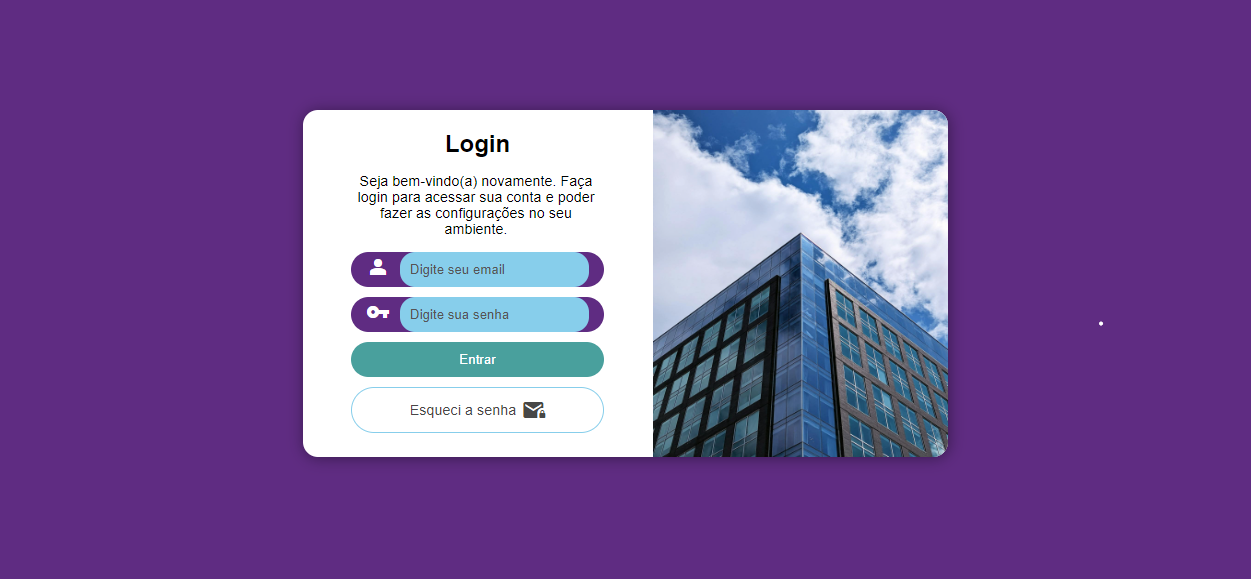 Login
Seja bem-vindo(a) novamente. Faça
login para acessar sua conta e poder
fazer as configurações no seu
ambiente.
Digite seu email
Digite sua senha
Entrar
Esqueci a senha